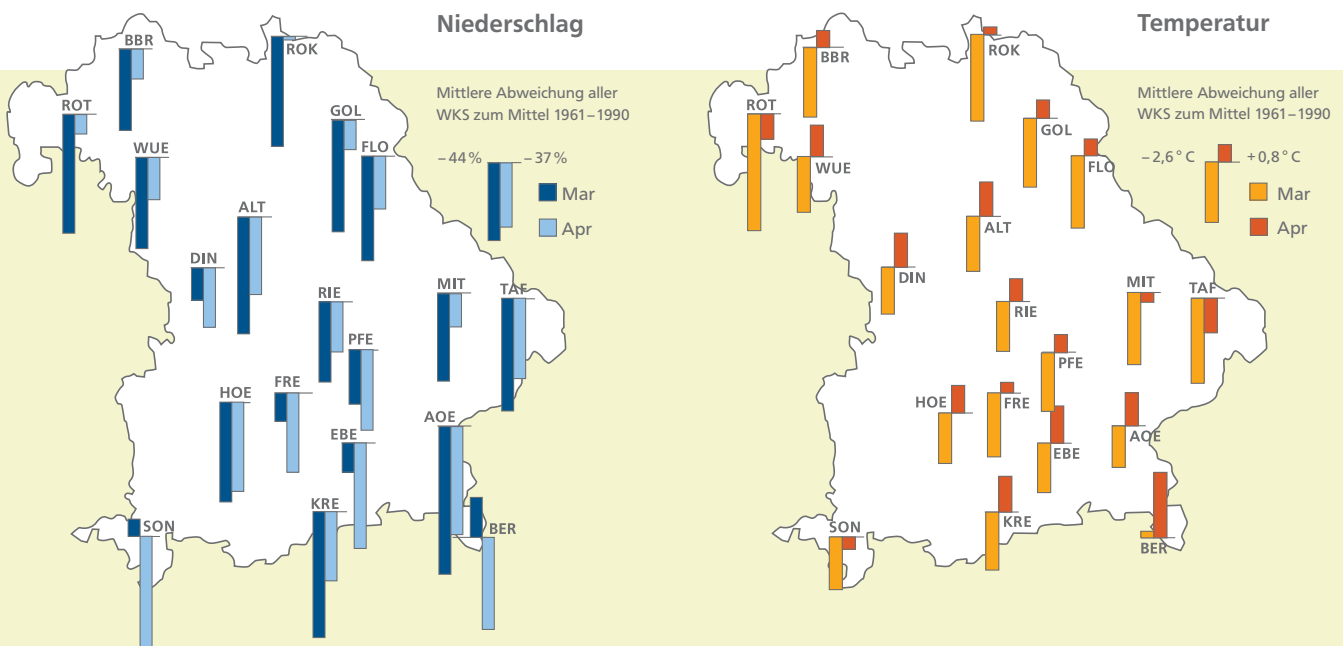 Niederschlag
BBR
ROK
Mittlere Abweichung aller
WKS zum Mittel 1961–1990
ROT
GOL
WUE
FLO
– 44 %
– 37 %
Mar
Apr
ALT
DIN
RIE
MIT
TAF
PFE
FRE
HOE
AOE
EBE
KRE
SON
BER
Temperatur
ROK
BBR
Mittlere Abweichung aller
WKS zum Mittel 1961–1990
ROT
GOL
WUE
FLO
– 2,6 ° C
+ 0,8 ° C
Mar
Apr
ALT
DIN
MIT
TAF
RIE
PFE
HOE
FRE
AOE
EBE
KRE
SON
BER